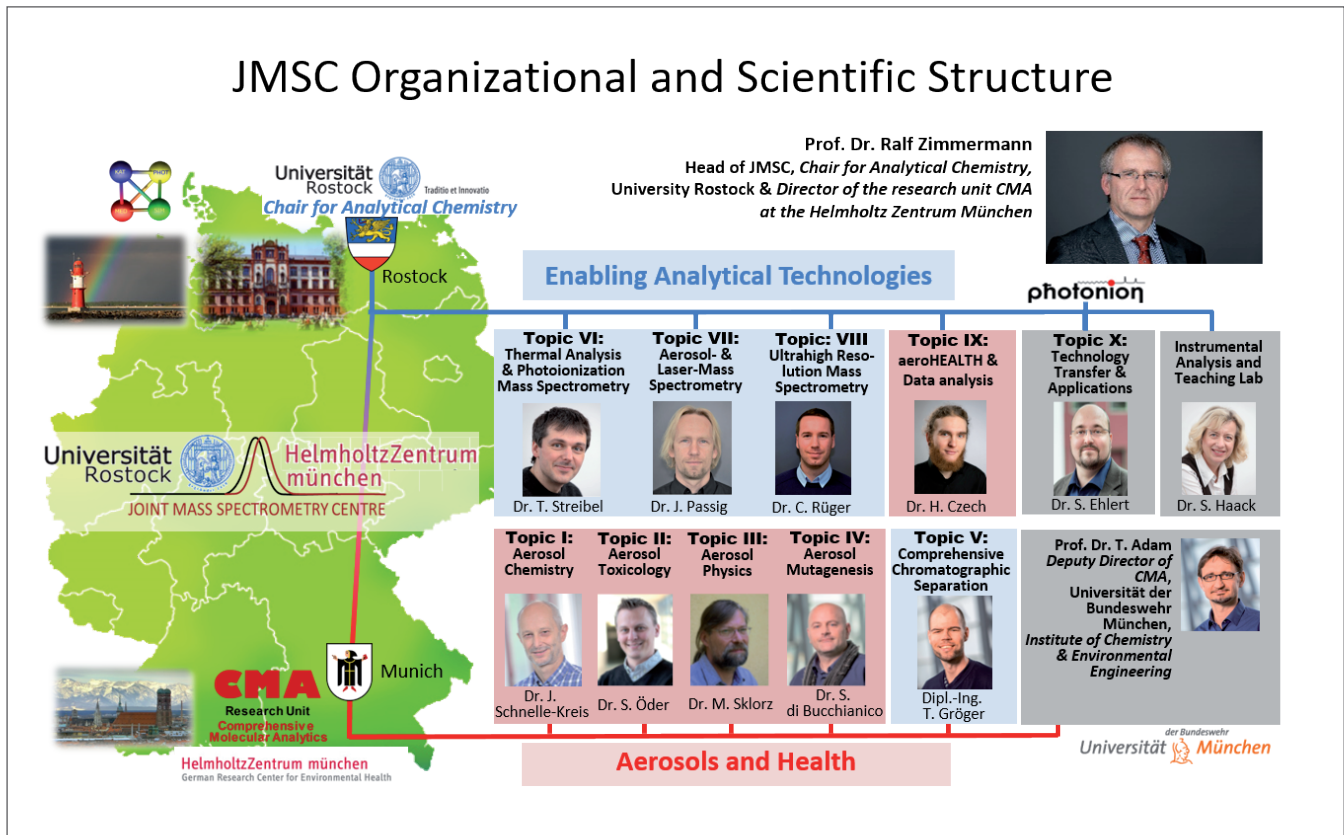 JMSC Organizational and Scientific Structure
Prof. Dr. Ralf Zimmermann
Head of JMSC, Chair for Analytical Chemistry,
University Rostock & Director of the research unit CMA
at the Helmholtz Zentrum München
KAT
PHOT
Universität
Rostock
Traditio et Innovatio
Chair for Analytical Chemistry
Rostock
Enabling Analytical Technologies
photonion
Topic VI:
Thermal Analysis
& Photoionization
Mass Spectrometry
Dr. T. Streibel
Topic VII:
Aerosol- &
Laser-Mass
Spectrometry
Dr. J. Passig
Topic: VIII
Ultrahigh Reso-
lution Mass
Spectrometry
Dr. C. Rüger
Topic IX:
aeroHEALTH &
Data analysis
Dr. H. Czech
Topic X:
Technology
Transfer &
Applications
Dr. S. Ehlert
Instrumental
Analysis and
Teaching Lab
Dr. S. Haack
Universität
Rostock
HelmholtzZentrum
münchen
JOINT MASS SPECTROMETRY CENTRE
Topic I:
Aerosol
Chemistry
Dr. J.
Schnelle-Kreis
Topic II:
Aerosol
Toxicology
Dr. S. Öder
Topic III:
Aerosol
Physics
Dr. M. Sklorz
Topic IV:
Aerosol
Mutagenesis
Dr. S.
di Bucchianico
Topic V:
Comprehensive
Chromatographic
Separation
Dipl.-Ing.
T. Gröger
Prof. Dr. T. Adam
Deputy Director of
CMA,
Universität der
Bundeswehr
München,
Institute of Chemistry
& Environmental
Engineering
Munich
CMA
Research Unit
Comprehensive
Molecular Analytics
HelmholtzZentrum münchen
German Research Center for Environmental Health
Aerosols and Health
der Bundeswehr
Universität München